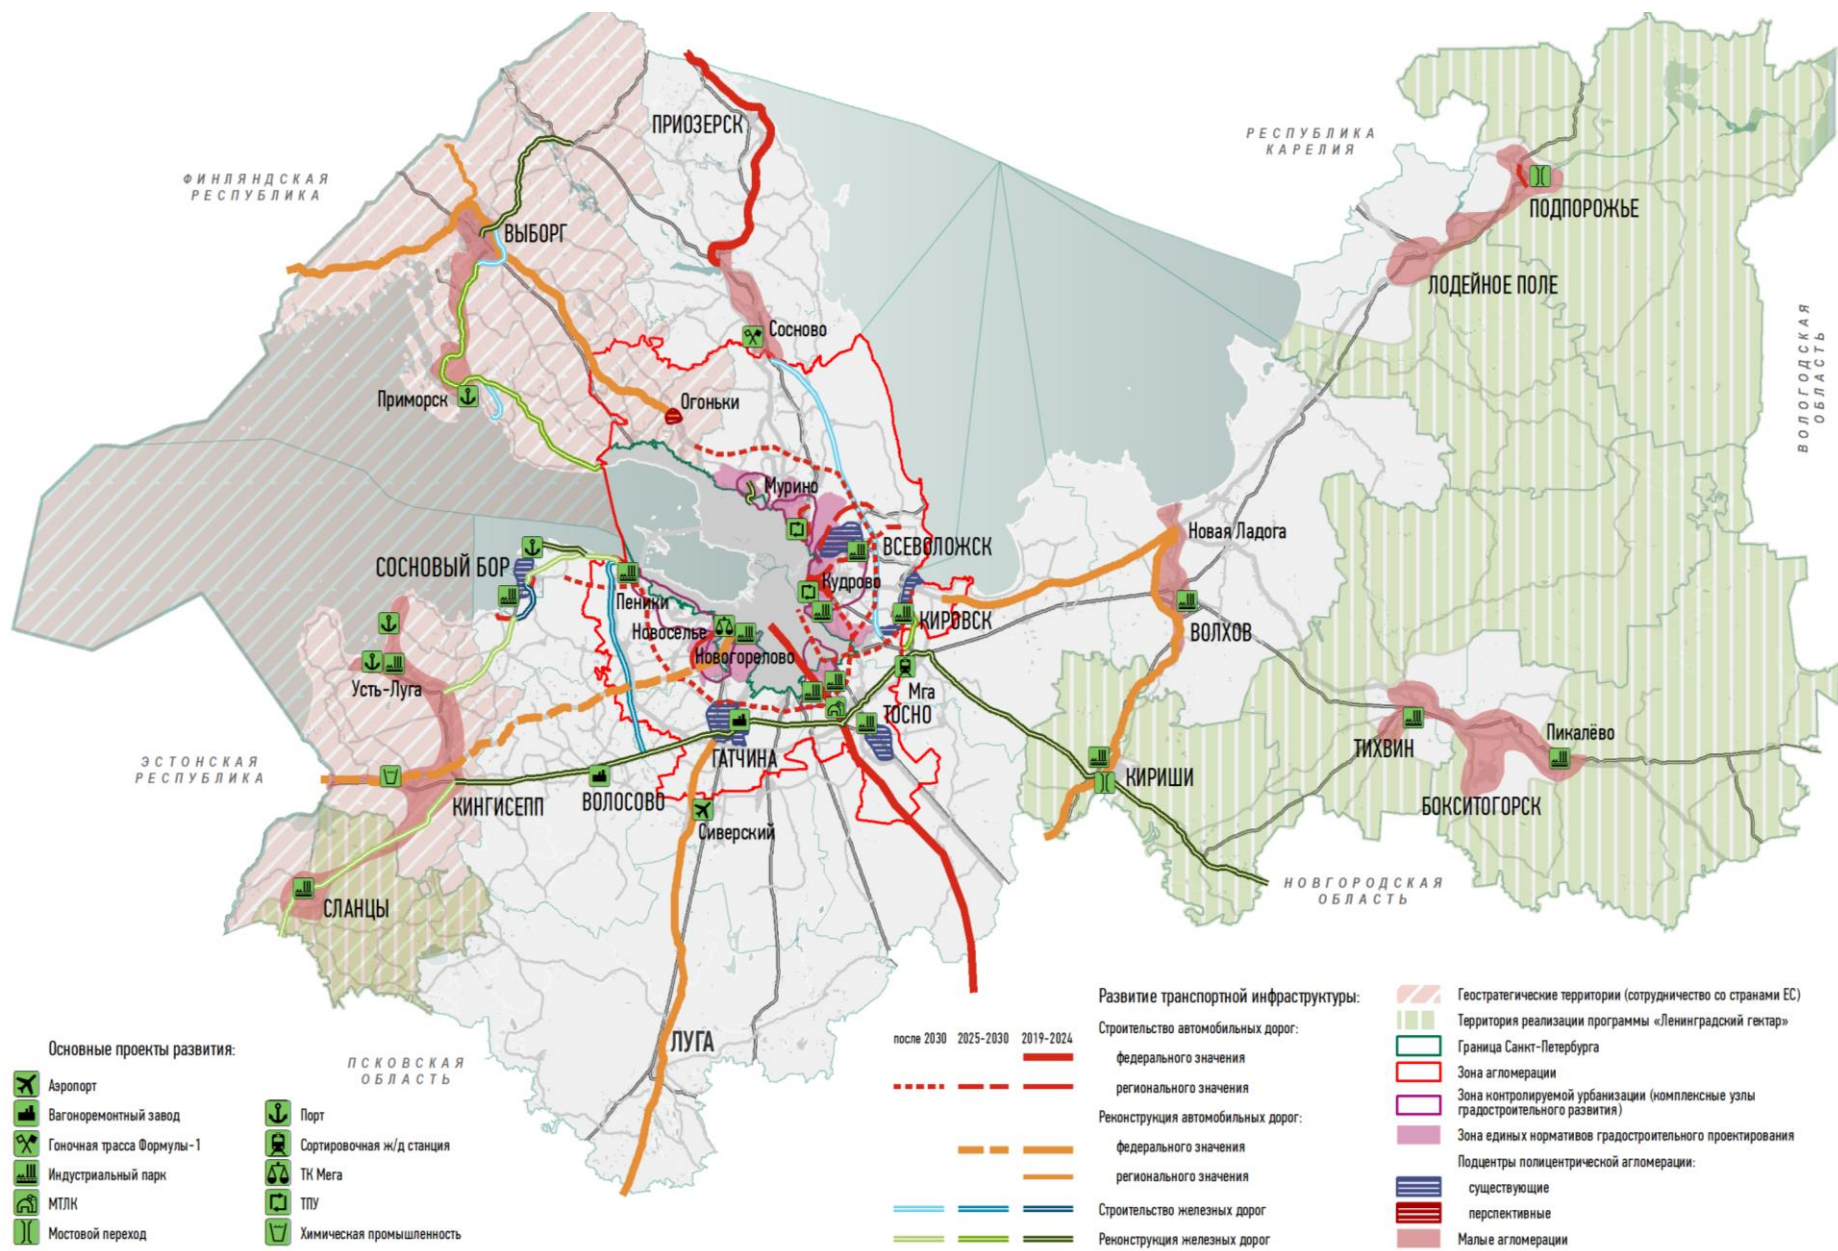 ПРИОЗЕРСК
РЕСПУБЛИКА
КАРЕЛИЯ
ФИНЛЯНДСКАЯ
РЕСПУБЛИКА
ПОДПОРОЖЬЕ
ВЫБОРГ
ЛОДЕЙНОЕ ПОЛЕ
ВОЛОГОДСКАЯ
ОБЛАСТЬ
Сосново
Приморск
Огоньки
Мурино
Новая Ладога
ВСЕВОЛОЖСК
СОСНОВЫЙ БОР
Кудрово
Пеники
КИРОВСК
Новоселье
ВОЛХОВ
Новогорелово
Усть-Луга
Мга
ТОСНО
Пикалёво
ТИХВИН
ЭСТОНСКАЯ
РЕСПУБЛИКА
ГАТЧИНА
КИРИШИ
КИНГИСЕПП
ВОЛОСОВО
БОКСИТОГОРСК
Сиверский
НОВГОРОДСКАЯ
ОБЛАСТЬ
СЛАНЦЫ
ЛУГА
ПСКОВСКАЯ
ОБЛАСТЬ
Основные проекты развития:
Аэропорт
Вагоноремонтный завод
Гоночная трасса Формулы-1
Индустриальный парк
МТЛК
Мостовой переход
Порт
Сортировочная ж/д станция
ТК Мега
ТПУ
Химическая промышленность
Развитие транспортной инфраструктуры:
после 2030 2025-2030 2019-2024
Строительство автомобильных дорог:
федерального значения
регионального значения
Реконструкция автомобильных дорог:
федерального значения
регионального значения
Строительство железных дорог
Реконструкция железных дорог
Геостратегические территории (сотрудничество со странами ЕС)
Территория реализации программы «Ленинградский гектар»
Граница Санкт-Петербурга
Зона агломерации
Зона контролируемой урбанизации (комплексные узлы
градостроительного развития)
Зона единых нормативов градостроительного проектирования
Подцентры полицентрической агломерации:
существующие
перспективные
Малые агломерации